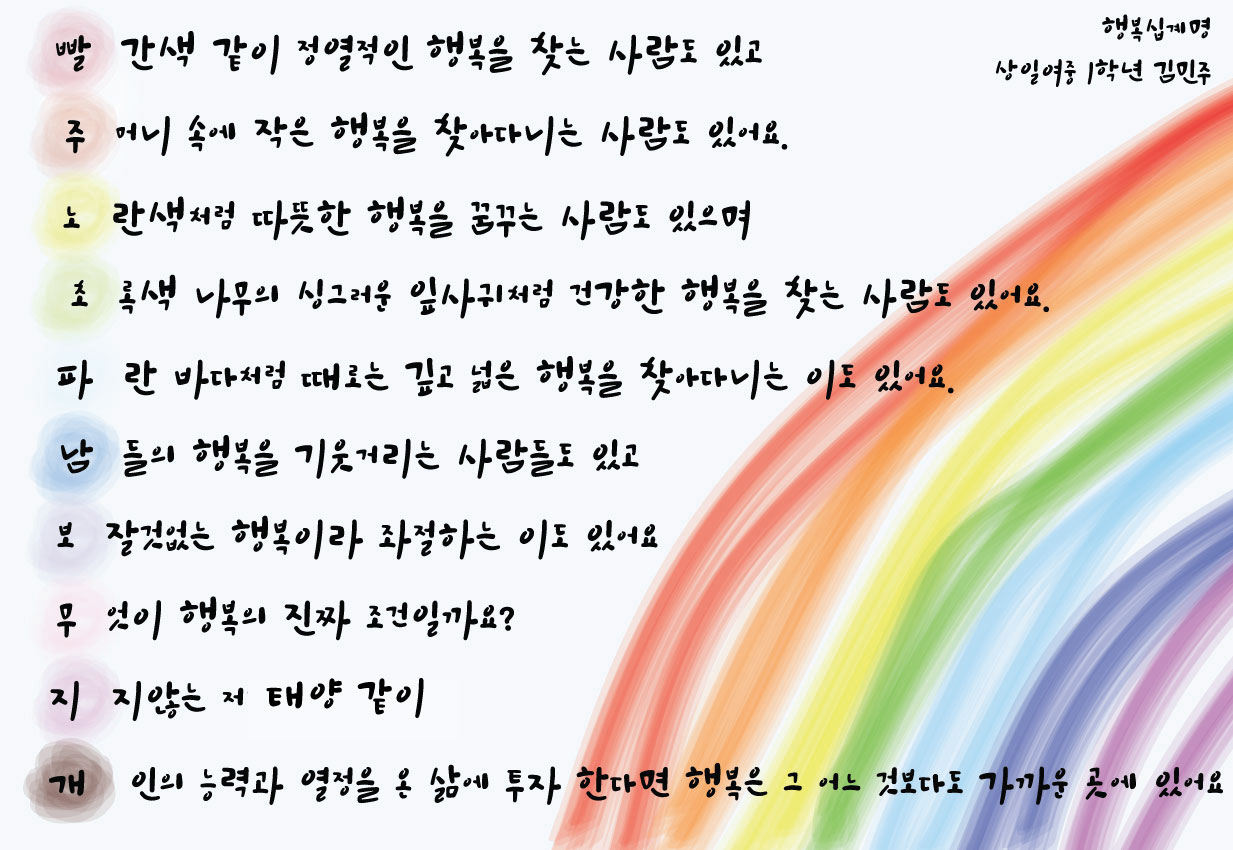 행복십계명
상일여중 1학년 김민주
빨 간색 같이 정열적인 행복을 찾는 사람도 있고
주 머니 속에 작은 행복을 찾아다니는 사람도 있어요.
노 란색처럼 따뜻한 행복을 꿈꾸는 사람도 있으며
초 록색 나무의 싱그러운 잎사귀처럼 건강한 행복을 찾는 사람도 있어요.
파 란 바다처럼 때로는 깊고 넓은 행복을 찾아다니는 이도 있어요.
남 들의 행복을 기웃거리는 사람들도 있고
보 잘것없는 행복이라 좌절하는 이도 있어요
무 엇이 행복의 진짜 조건일까요?
지 지않는 저 태양 같이
개 인의 능력과 열정을 온 삶에 투자 한다면 행복은 그 어느 것보다도 가까운 곳에 있어요